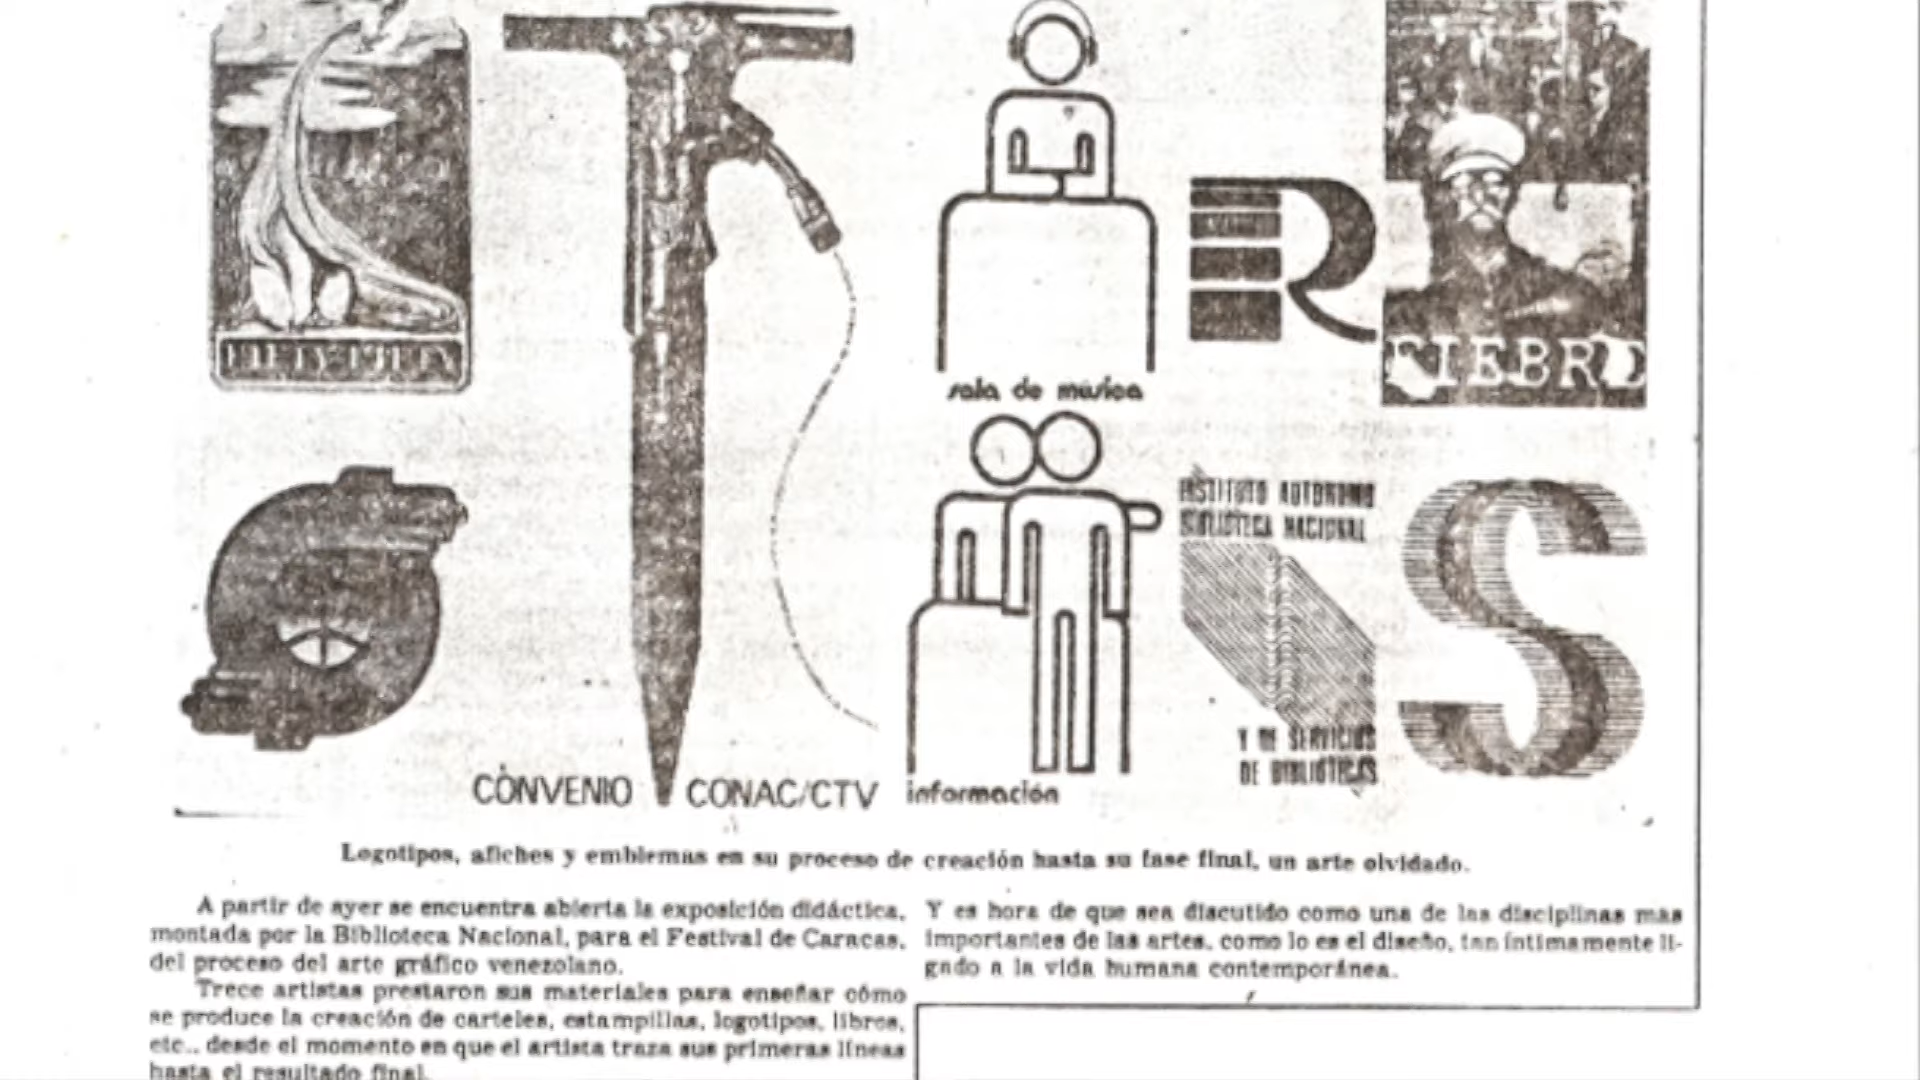 FIEBRE
R
sala de música
INSTITUTO AUTONOMO
BIBLIOTECA NACIONAL
Y DE SERVICIOS
DE BIBLIOTECAS
S
CONVENIO CONAC/CTV
información
Logotipos, afiches y emblemas en su proceso de creación hasta su fase final, un arte olvidado.
A partir de ayer se encuentra abierta la exposición didáctica,
montada por la Biblioteca Nacional, para el Festival de Caracas,
del proceso del arte gráfico venezolano.
Trece artistas prestaron sus materiales para enseñar cómo
se produce la creación de carteles, estampillas, logotipos, libros,
etc., desde el momento en que el artista traza sus primeras líneas
hasta el resultado final.
Y es hora de que sea discutido como una de las disciplinas mas
importantes de las artes, como lo es el diseño, tan íntimamente li-
gado a la vida humana contemporánea.